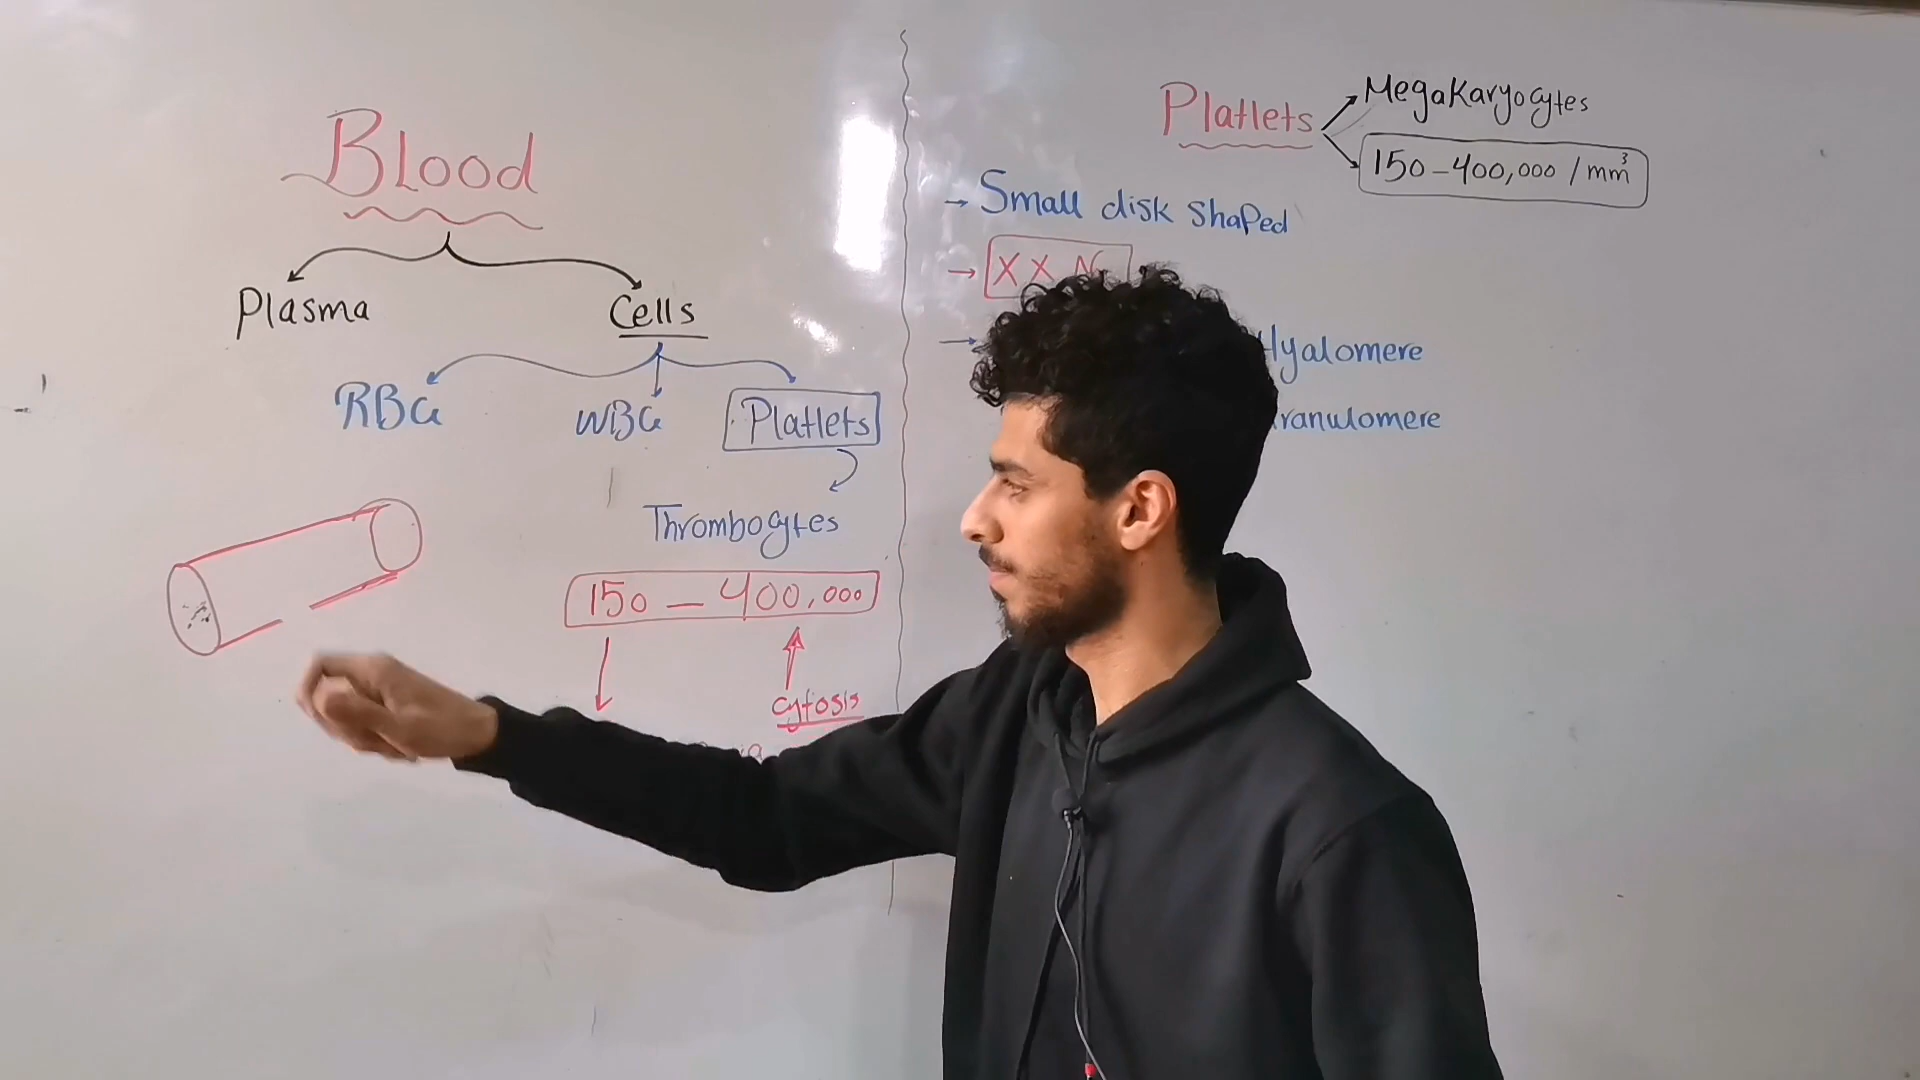 Blood
Plasma
Cells
RBCs
WBCs
Platlets
Thrombocytes
150 - 400,000
cytosis
Platlets
Megakaryocytes
150 - 400,000 / mm³
→ Small disk shaped
→ X X
→ Hyalomere
ranulomere